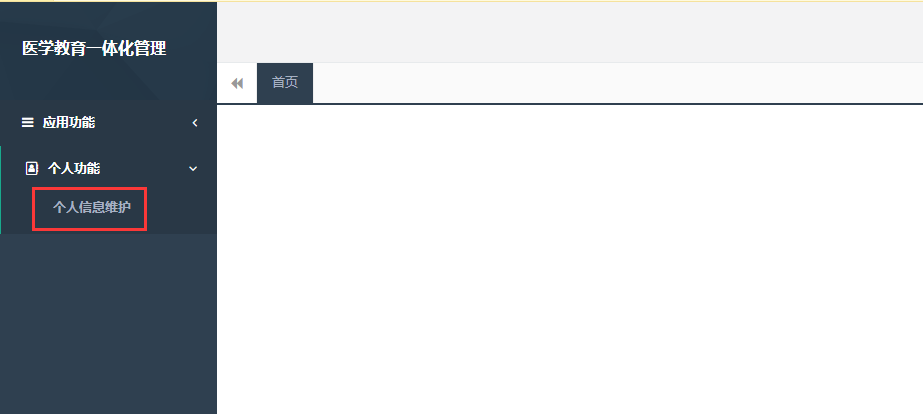 医学教育一体化管理
首页
应用功能
个人功能
个人信息维护